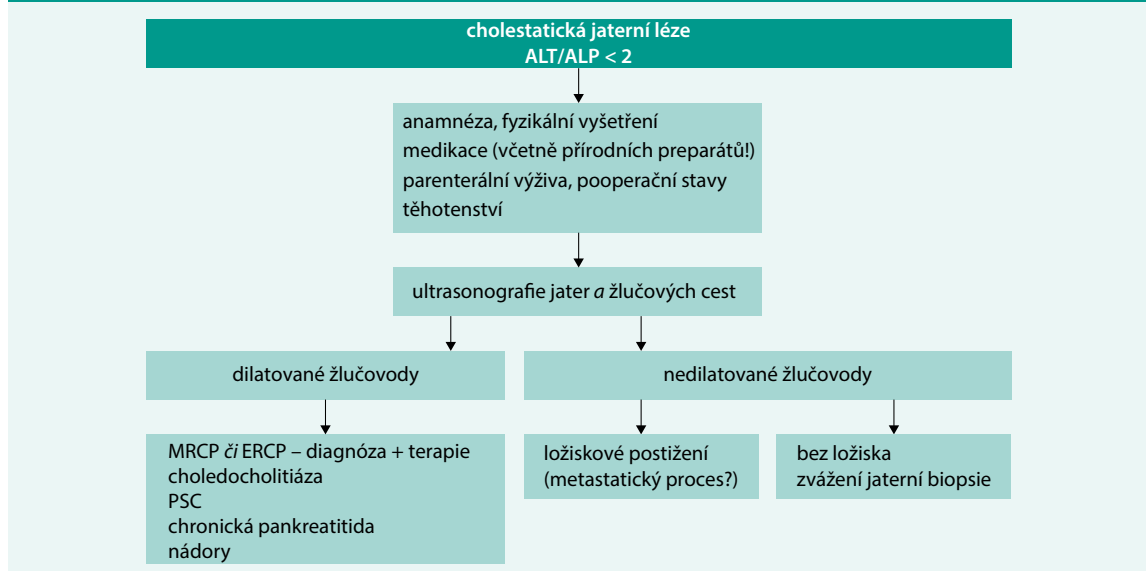 cholestatická jaterní léze
ALT/ALP < 2
anamnéza, fyzikální vyšetření
medikace (včetně přírodních preparátů!)
parenterální výživa, pooperační stavy
těhotenství
ultrasonografie jater a žlučových cest
dilatované žlučovody
nedilatované žlučovody
MRCP či ERCP – diagnóza + terapie
choledocholitiáza
PSC
chronická pankreatitida
nádory
ložiskové postižení
(metastatický proces?)
bez ložiska
zvážení jaterní biopsie